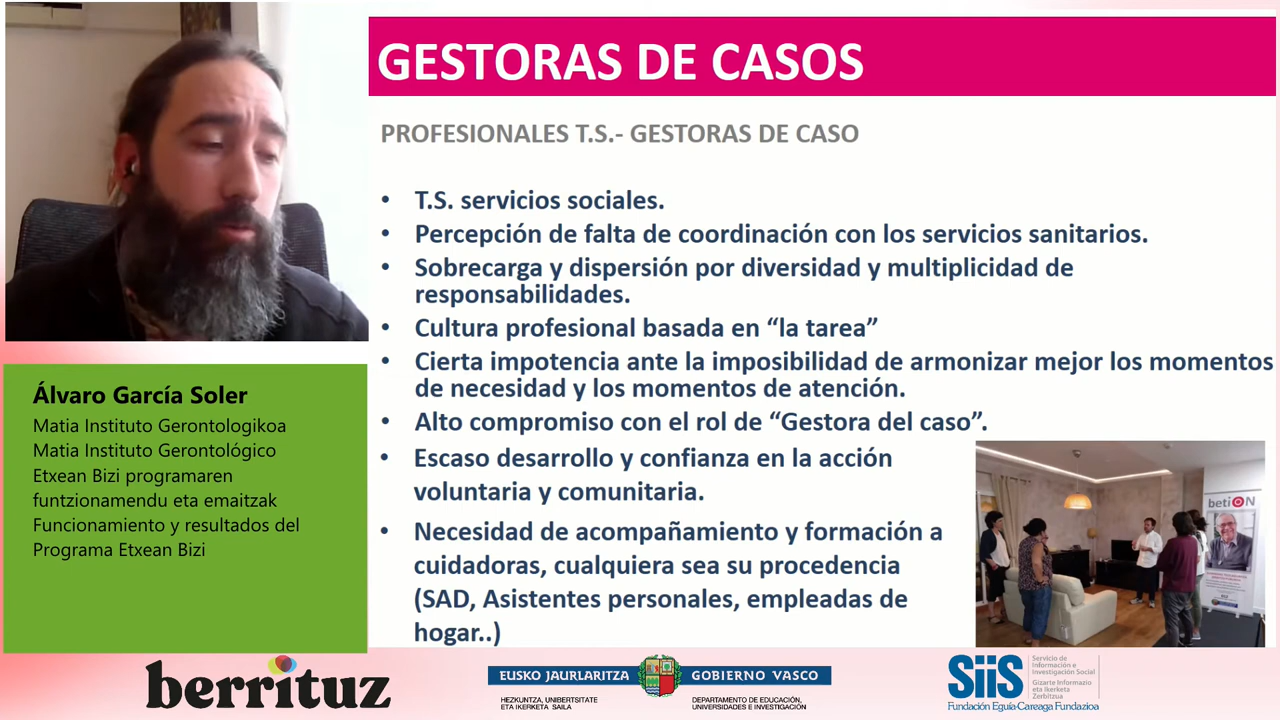 GESTORAS DE CASOS
PROFESIONALES T.S.- GESTORAS DE CASO
• T.S. servicios sociales.
• Percepción de falta de coordinación con los servicios sanitarios.
• Sobrecarga y dispersión por diversidad y multiplicidad de
responsabilidades.
• Cultura profesional basada en “la tarea”
• Cierta impotencia ante la imposibilidad de armonizar mejor los momentos
de necesidad y los momentos de atención.
• Alto compromiso con el rol de “Gestora del caso”.
• Escaso desarrollo y confianza en la acción
voluntaria y comunitaria.
• Necesidad de acompañamiento y formación a
cuidadoras, cualquiera sea su procedencia
(SAD, Asistentes personales, empleadas de
hogar..)
betiON
Álvaro García Soler
Matia Instituto Gerontologikoa
Matia Instituto Gerontológico
Etxean Bizi programaren
funtzionamendu eta emaitzak
Funcionamiento y resultados del
Programa Etxean Bizi
berrituz
EUSKO JAURLARITZA
GOBIERNO VASCO
HEZKUNTZA, UNIBERTSITATE
ETA IKERKETA SAILA
DEPARTAMENTO DE EDUCACIÓN,
UNIVERSIDADES E INVESTIGACIÓN
SiiS
Servicio de
Información e
Investigación Social
Gizarte Informazio
eta Ikerketa
Zerbitzua
Fundación Eguía-Careaga Fundazioa